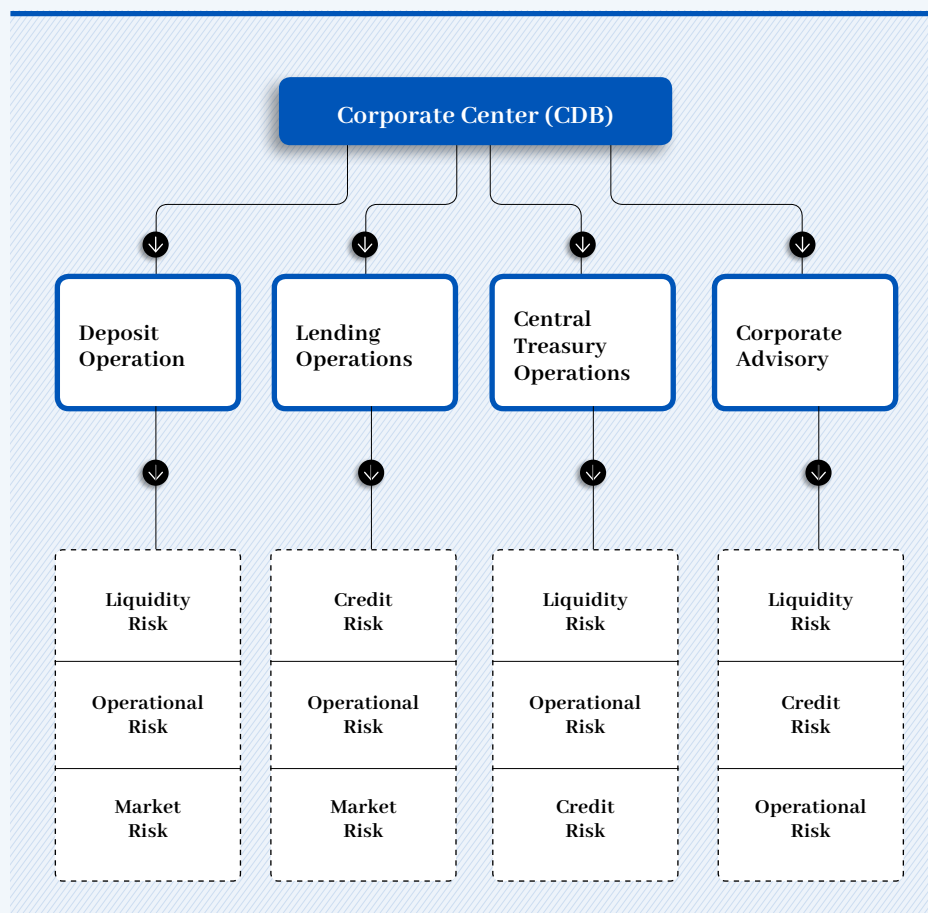 Corporate Center (CDB)
Deposit
Operation
Lending
Operations
Central
Treasury
Operations
Corporate
Advisory
Liquidity
Risk
Operational
Risk
Market
Risk
Credit
Risk
Operational
Risk
Market
Risk
Liquidity
Risk
Operational
Risk
Credit
Risk
Liquidity
Risk
Credit
Risk
Operational
Risk